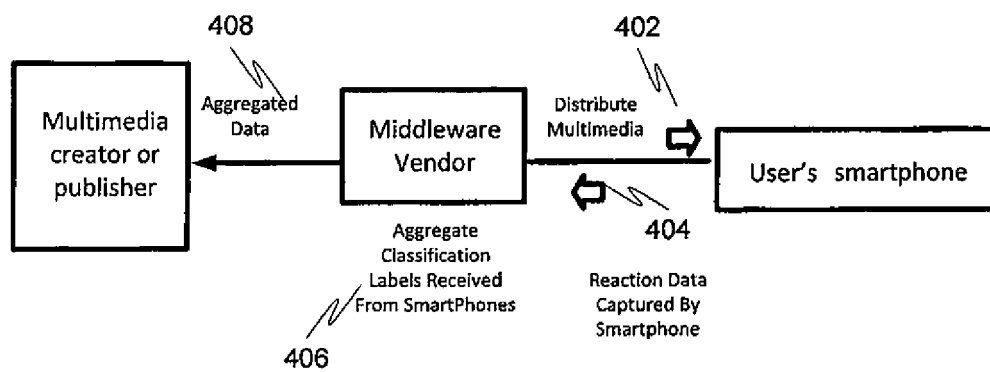 408
402
Aggregated
Data
Distribute
Multimedia
Multimedia
creator or
publisher
Middleware
Vendor
User's smartphone
404
Aggregate
Classification
Labels Received
From SmartPhones
Reaction Data
Captured By
Smartphone
406